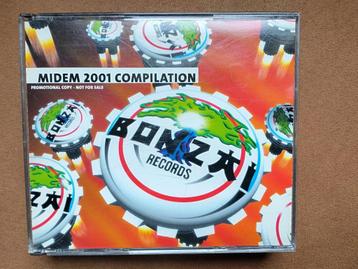 MIDEM 2001 COMPILATION
PROMOTIONAL COPY - NOT FOR SALE
BONZAI
RECORDS